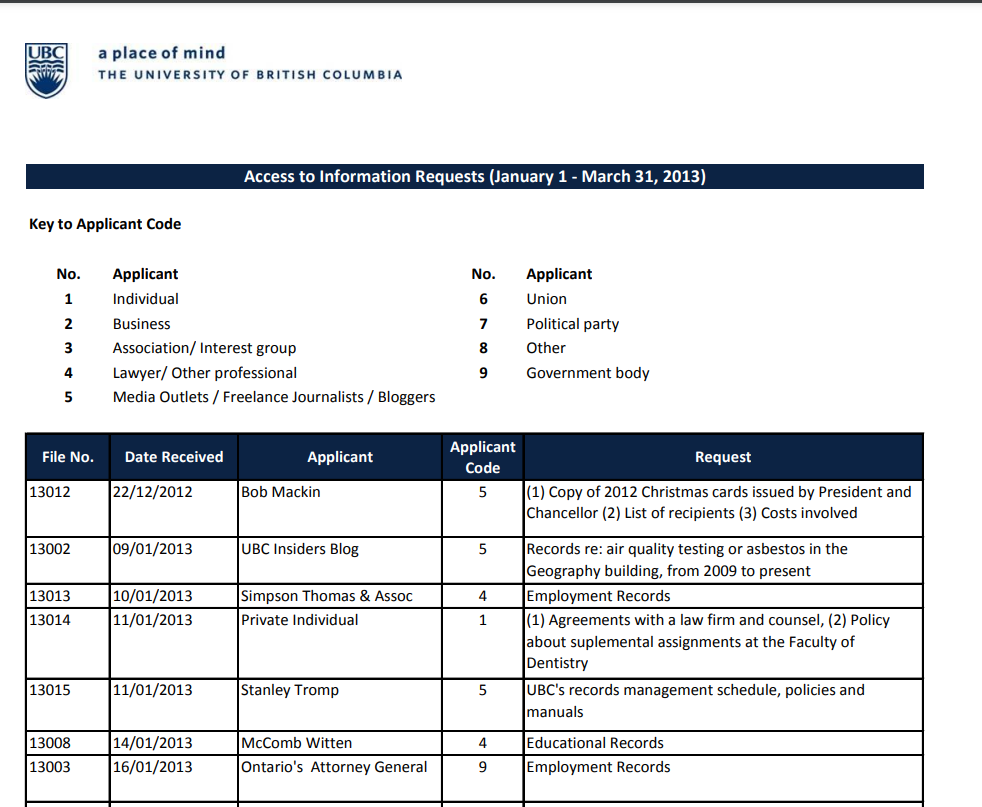 UBC
a place of mind
THE UNIVERSITY OF BRITISH COLUMBIA
Access to Information Requests (January 1 - March 31, 2013)
Key to Applicant Code
No. Applicant No. Applicant
1 Individual 6 Union
2 Business 7 Political party
3 Association/ Interest group 8 Other
4 Lawyer/ Other professional 9 Government body
5 Media Outlets / Freelance Journalists / Bloggers
File No. Date Received Applicant Applicant Code Request
13012 22/12/2012 Bob Mackin 5 (1) Copy of 2012 Christmas cards issued by President and
Chancellor (2) List of recipients (3) Costs involved
13002 09/01/2013 UBC Insiders Blog 5 Records re: air quality testing or asbestos in the
Geography building, from 2009 to present
13013 10/01/2013 Simpson Thomas & Assoc 4 Employment Records
13014 11/01/2013 Private Individual 1 (1) Agreements with a law firm and counsel, (2) Policy
about suplemental assignments at the Faculty of
Dentistry
13015 11/01/2013 Stanley Tromp 5 UBC's records management schedule, policies and
manuals
13008 14/01/2013 McComb Witten 4 Educational Records
13003 16/01/2013 Ontario's Attorney General 9 Employment Records